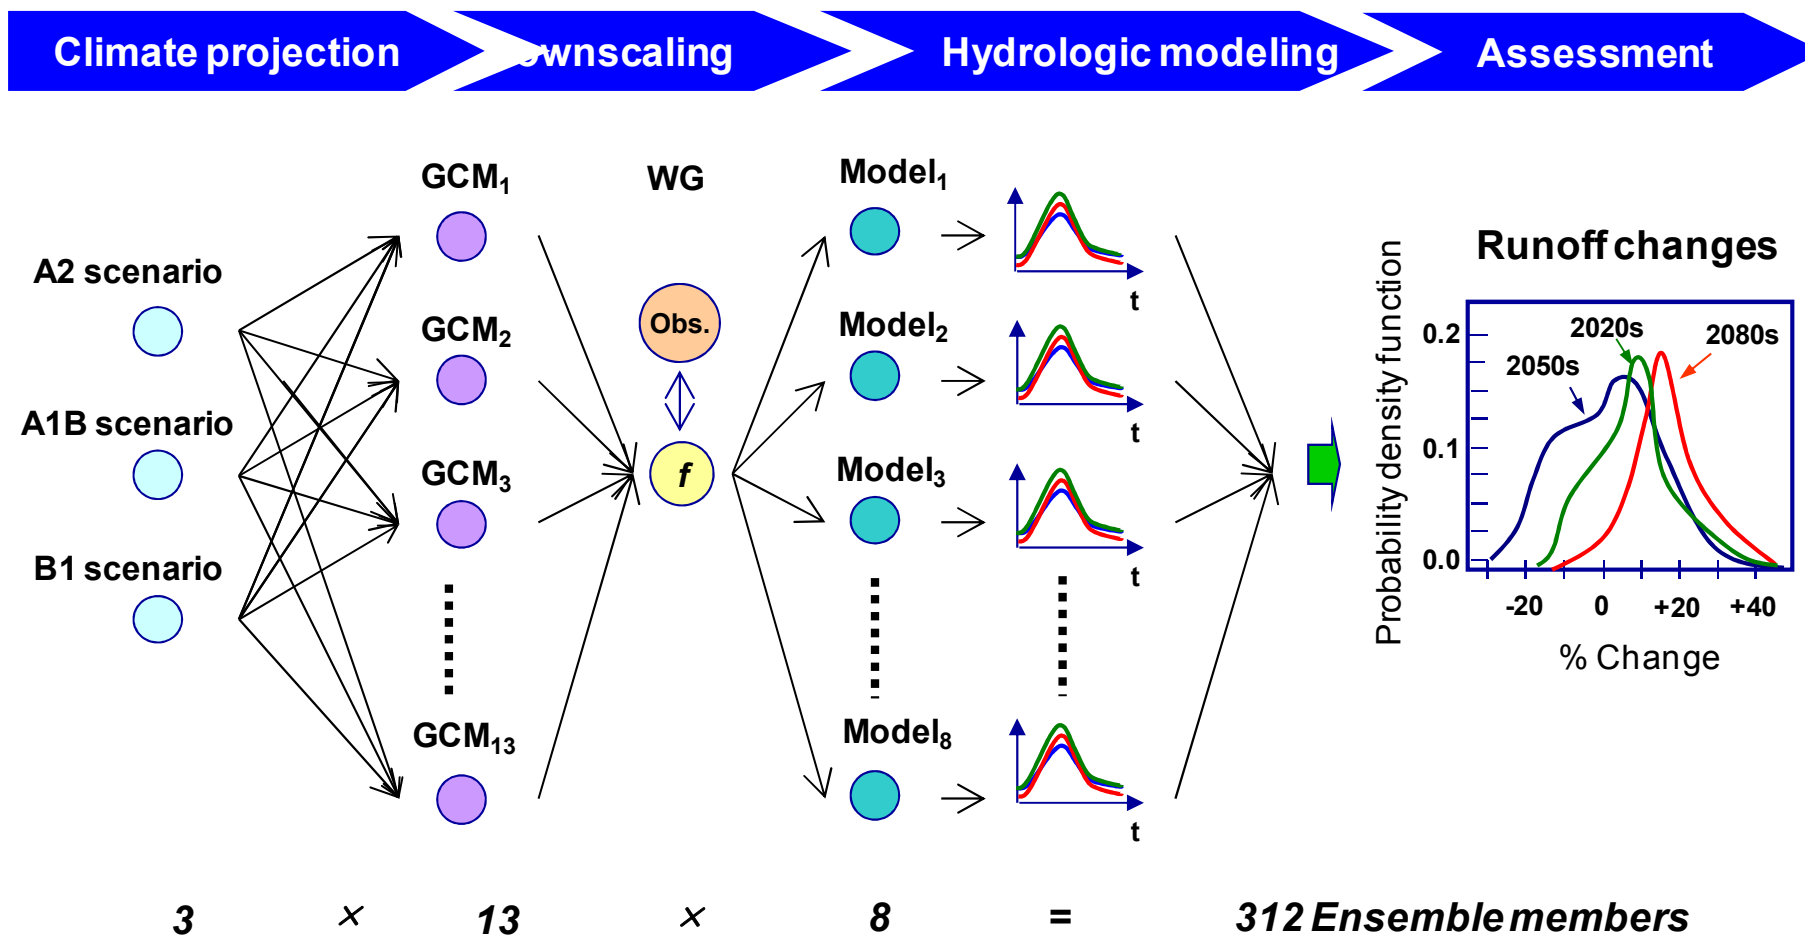 Climate projection
ownscaling
Hydrologic modeling
Assessment
GCM1
WG
Model1
A2 scenario
t
Runoff changes
GCM2
Obs.
Model2
t
A1B scenario
GCM3
f
Model3
t
B1 scenario
GCM13
Model8
t
Probability density function
0.2
0.1
0.0
2020s
2080s
2050s
-20 0 +20 +40
% Change
3 × 13 × 8 = 312 Ensemble members